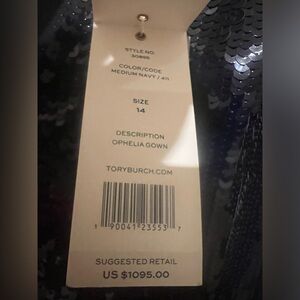 STYLE NO.
30895
COLOR/CODE
MEDIUM NAVY / 411
SIZE
14
DESCRIPTION
OPHELIA GOWN
TORYBURCH.COM
1 90041 23553 7
SUGGESTED RETAIL
US $1095.00